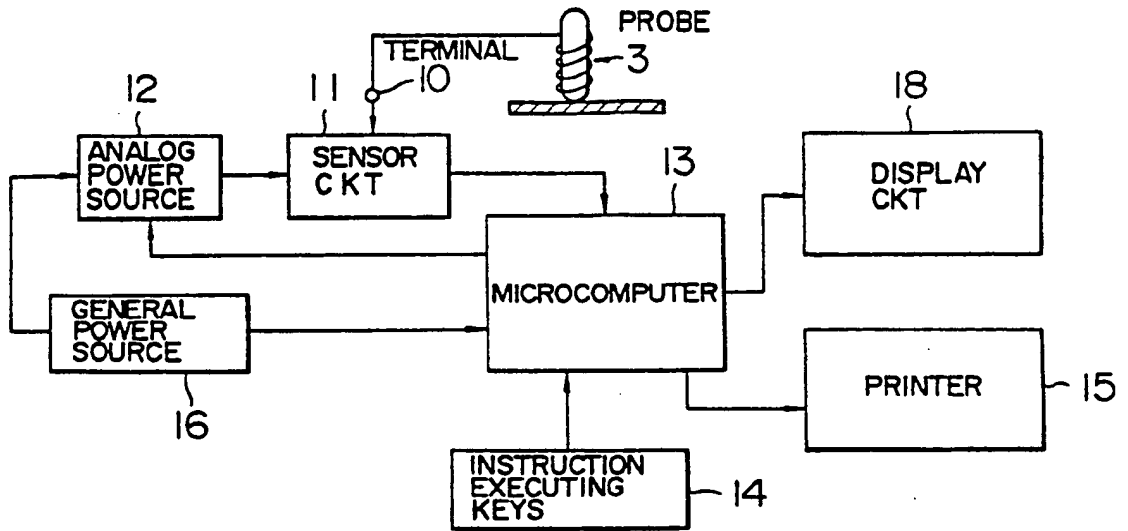 PROBE
TERMINAL
3
10
12
11
18
ANALOG
POWER
SOURCE
SENSOR
CKT
13
DISPLAY
CKT
MICROCOMPUTER
GENERAL
POWER
SOURCE
PRINTER
15
16
INSTRUCTION
EXECUTING
KEYS
14